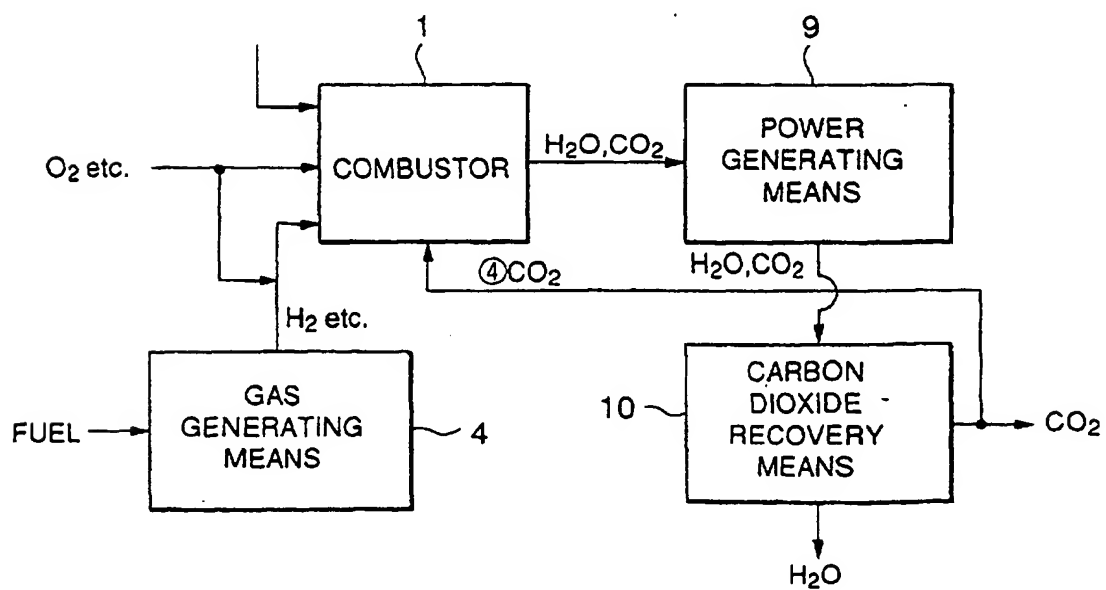 1
9
COMBUSTOR
POWER
GENERATING
MEANS
O₂ etc.
H₂O,CO₂
H₂O,CO₂
④CO₂
H₂ etc.
GAS
GENERATING
MEANS
FUEL
4
CARBON
DIOXIDE
RECOVERY
MEANS
10
CO₂
H₂O